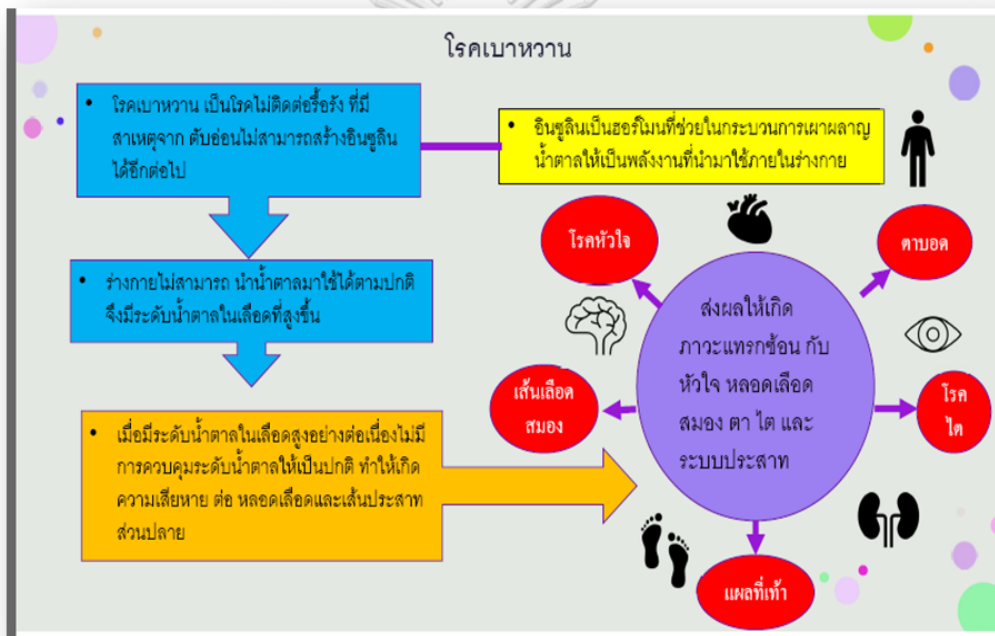 โรคเบาหวาน
• โรคเบาหวาน เป็นโรคไม่ติดต่อรื้อรัง ที่มี
สาเหตุจาก ตับอ่อนไม่สามารถสร้างอินซูลิน
ได้อีกต่อไป
• อินซูลินเป็นฮอร์โมนที่ช่วยในกระบวนการเผาผลาญ
น้ำตาลให้เป็นพลังงานที่นำมาใช้ภายในร่างกาย
• ร่างกายไม่สามารถ นำน้ำตาลมาใช้ได้ตามปกติ
จึงมีระดับน้ำตาลในเลือดที่สูงขึ้น
• เมื่อมีระดับน้ำตาลในเลือดสูงอย่างต่อเนื่องไม่มี
การควบคุมระดับน้ำตาลให้เป็นปกติ ทำให้เกิด
ความเสียหาย ต่อ หลอดเลือดและเส้นประสาท
ส่วนปลาย
ส่งผลให้เกิด
ภาวะแทรกซ้อน กับ
หัวใจ หลอดเลือด
สมอง ตา ไต และ
ระบบประสาท
โรคหัวใจ
ตาบอด
เส้นเลือด
สมอง
โรค
ไต
แผลที่เท้า